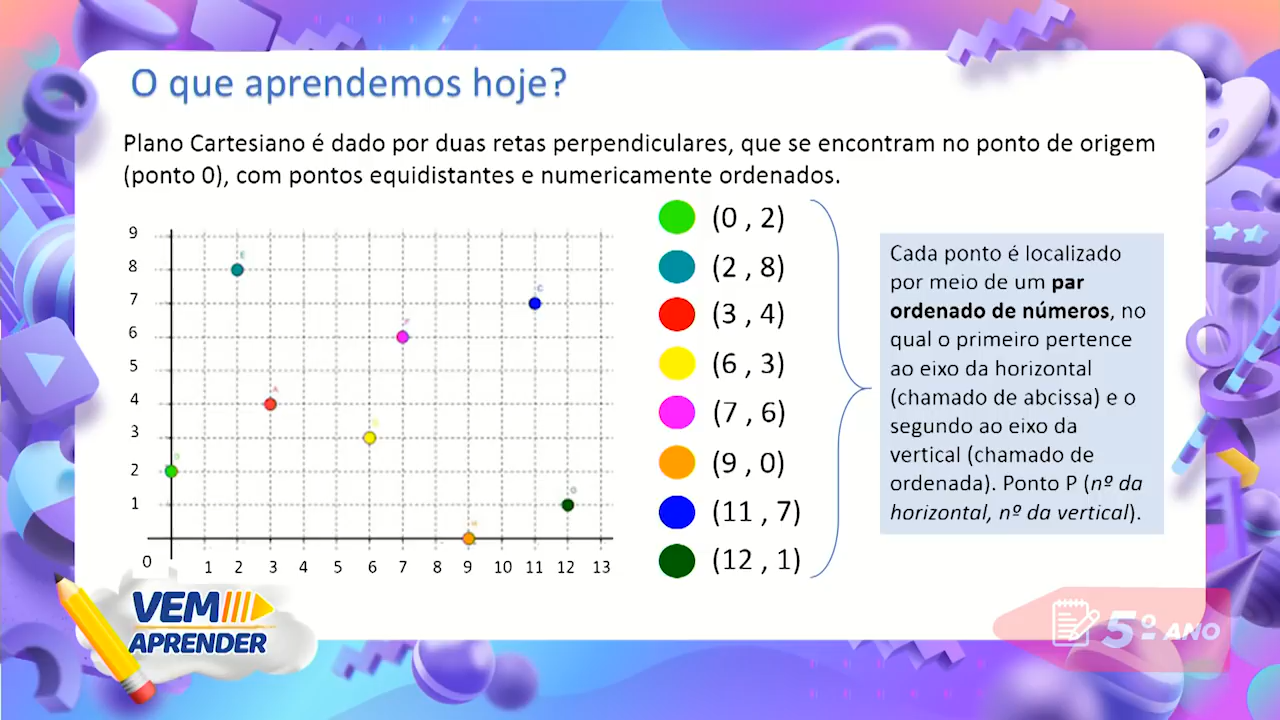 O que aprendemos hoje?
Plano Cartesiano é dado por duas retas perpendiculares, que se encontram no ponto de origem
(ponto 0), com pontos equidistantes e numericamente ordenados.
9
8
7
6
5
4
3
2
1
0 1 2 3 4 5 6 7 8 9 10 11 12 13
(0 , 2)
(2 , 8)
(3 , 4)
(6 , 3)
(7 , 6)
(9 , 0)
(11 , 7)
(12 , 1)
Cada ponto é localizado
por meio de um par
ordenado de números, no
qual o primeiro pertence
ao eixo da horizontal
(chamado de abcissa) e o
segundo ao eixo da
vertical (chamado de
ordenada). Ponto P (nº da
horizontal, nº da vertical).
VEM
APRENDER
5º ANO